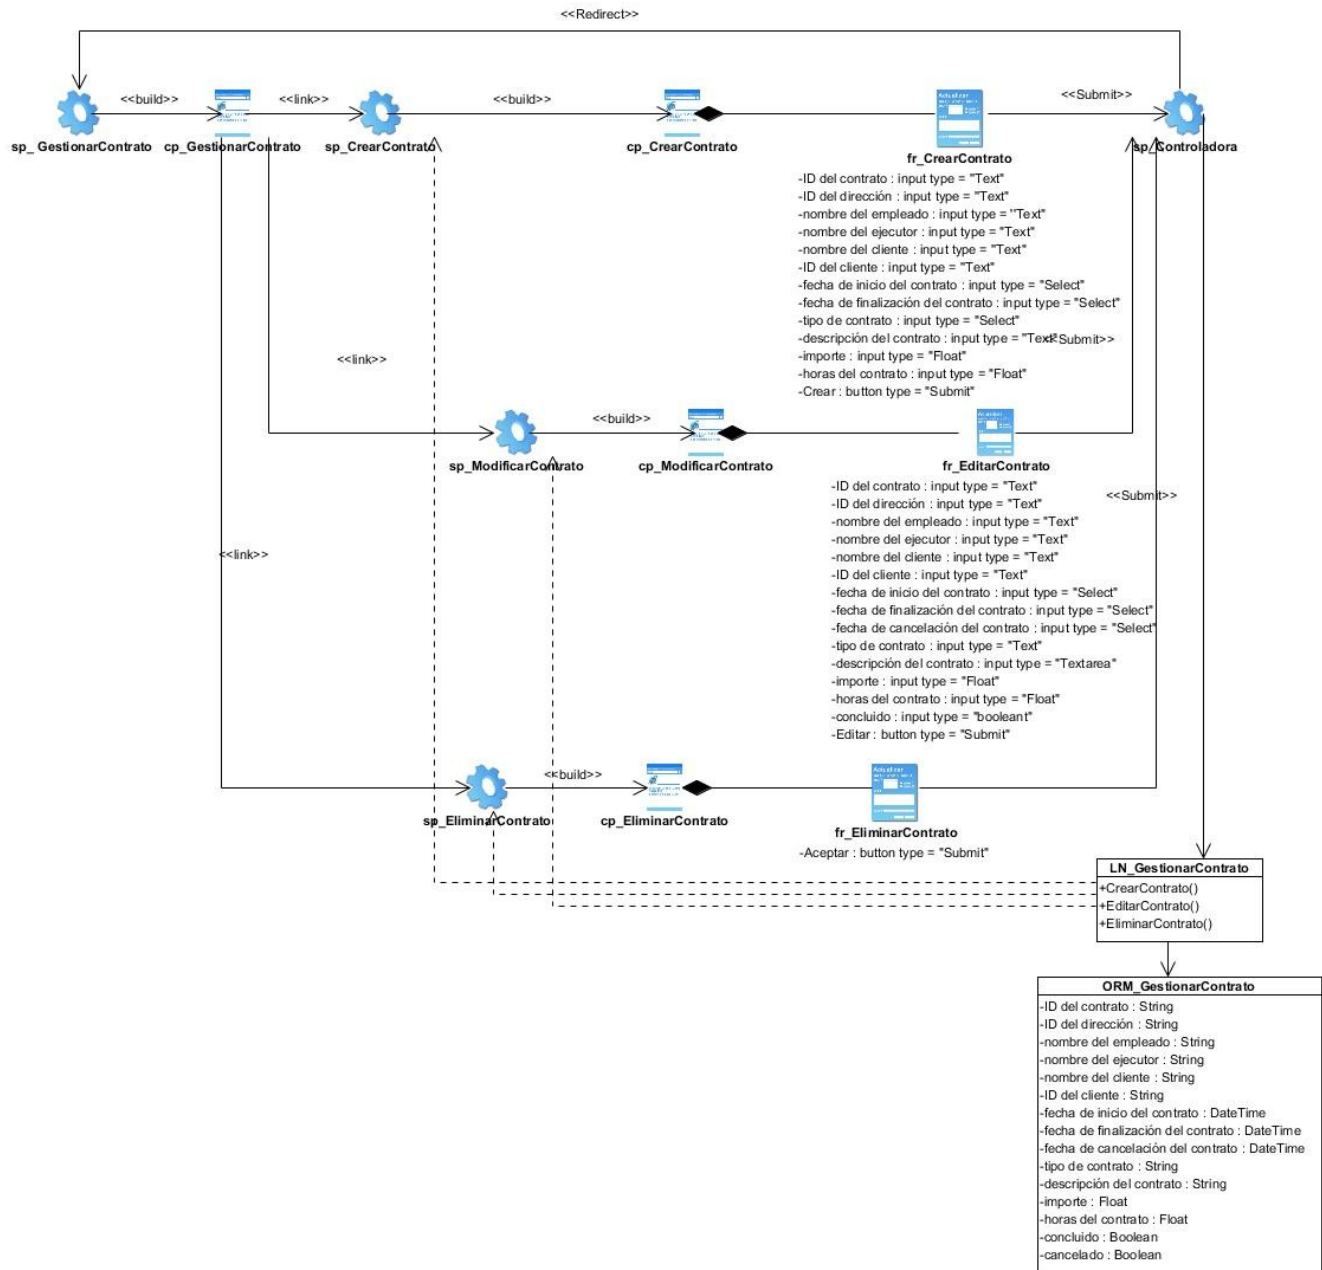 <<Redirect>>
<<build>>
<<link>>
<<build>>
<<Submit>>
Actualizar
sp_ GestionarContrato
cp_GestionarContrato
sp_CrearContrato
cp_CrearContrato
fr_CrearContrato
sp_Controladora
-ID del contrato : input type = "Text"
-ID del dirección : input type = "Text"
-nombre del empleado : input type = ''Text"
-nombre del ejecutor : input type = "Text"
-nombre del cliente : input type = "Text"
-ID del cliente : input type = "Text"
-fecha de inicio del contrato : input type = "Select"
-fecha de finalización del contrato : input type = "Select"
-tipo de contrato : input type = "Select"
-descripción del contrato : input type = "Text"
<<Submit>>
-importe : input type = "Float"
-horas del contrato : input type = "Float"
-Crear : button type = "Submit"
<<link>>
<<build>>
sp_ModificarContrato
cp_ModificarContrato
fr_EditarContrato
-ID del contrato : input type = "Text"
-ID del dirección : input type = "Text"
-nombre del empleado : input type = "Text"
-nombre del ejecutor : input type = "Text"
-nombre del cliente : input type = "Text"
-ID del cliente : input type = "Text"
-fecha de inicio del contrato : input type = "Select"
-fecha de finalización del contrato : input type = "Select"
-fecha de cancelación del contrato : input type = "Select"
-tipo de contrato : input type = "Text"
-descripción del contrato : input type = "Textarea"
-importe : input type = "Float"
-horas del contrato : input type = "Float"
-concluido : input type = "booleant"
-Editar : button type = "Submit"
<<Submit>>
<<link>>
<<build>>
Actualizar
sp_EliminarContrato
cp_EliminarContrato
fr_EliminarContrato
-Aceptar : button type = "Submit"
LN_GestionarContrato
+CrearContrato()
+EditarContrato()
+EliminarContrato()
ORM_GestionarContrato
-ID del contrato : String
-ID del dirección : String
-nombre del empleado : String
-nombre del ejecutor : String
-nombre del cliente : String
-ID del cliente : String
-fecha de inicio del contrato : DateTime
-fecha de finalización del contrato : DateTime
-fecha de cancelación del contrato : DateTime
-tipo de contrato : String
-descripción del contrato : String
-importe : Float
-horas del contrato : Float
-concluido : Boolean
-cancelado : Boolean